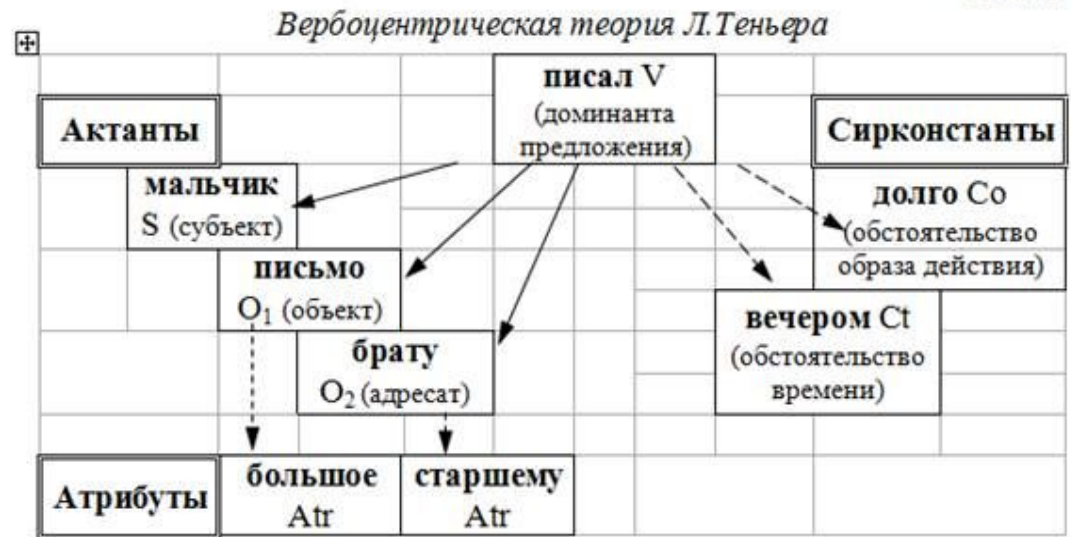 Вербоцентрическая теория Л.Теньера
писал V
(доминанта
предложения)
Актанты
Сирконстанты
мальчик
S (субъект)
долго Co
(обстоятельство
образа действия)
письмо
O₁ (объект)
вечером Ct
(обстоятельство
времени)
брату
O₂ (адресат)
Атрибуты
большое
Atr
старшему
Atr